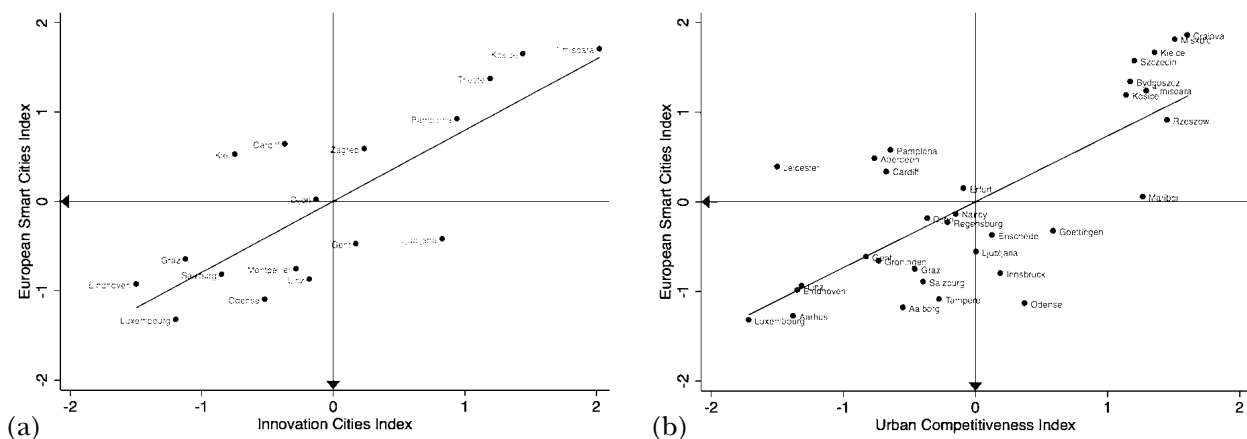 2
1
0
-1
-2
European Smart Cities Index
Timisoara
Kosice
Trieste
Pamplona
Cardiff
Zagreb
Dijon
Gent
Ljubljana
Graz
Montpellier
Salzburg
Linz
Eindhoven
Odense
Luxembourg
-2
-1
0
1
2
(a)
Innovation Cities Index
2
1
0
-1
-2
European Smart Cities Index
Craiova
Miskolc
Kielce
Szczecin
Bydgoszcz
Timisoara
Kosice
Rzeszow
Pamplona
Aberdeen
Leicester
Cardiff
Erfurt
Maribor
Nancy
Regensburg
Goettingen
Enschede
Ljubljana
Gent
Groningen
Graz
Innsbruck
Salzburg
Linz
Eindhoven
Tampere
Odense
Aalborg
Aarhus
Luxembourg
-2
-1
0
1
2
(b)
Urban Competitiveness Index